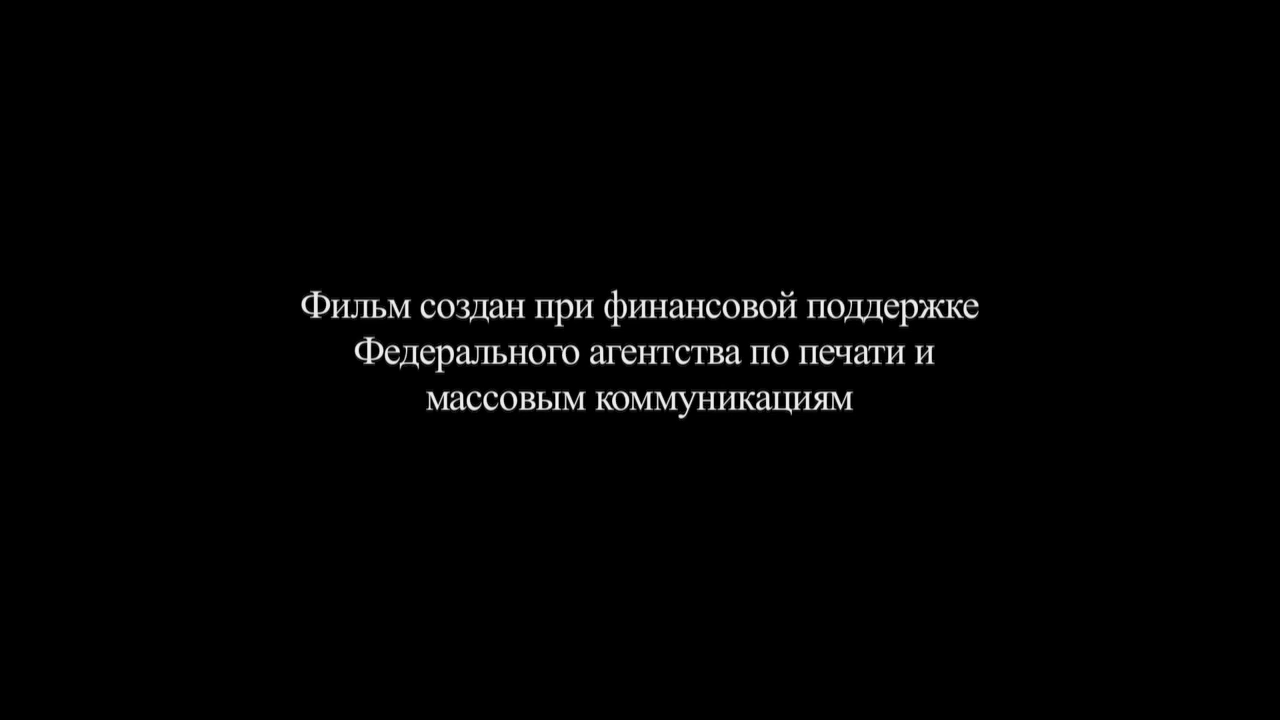 Фильм создан при финансовой поддержке
Федерального агентства по печати и
массовым коммуникациям